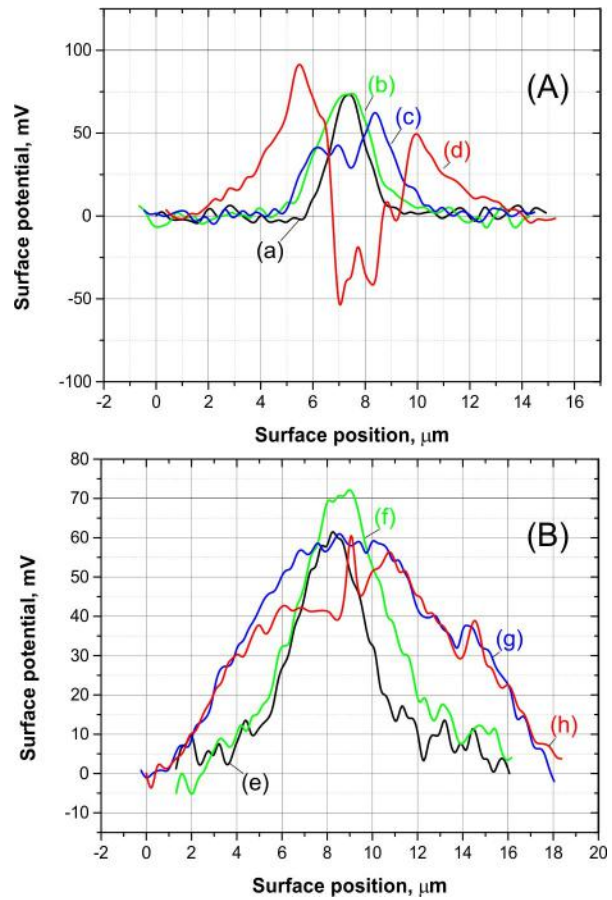 100
(A)
(b)
50
(c)
(d)
0
(a)
-50
-100
-2 0 2 4 6 8 10 12 14 16
Surface potential, mV
Surface position, μm
80
70
(f)
(B)
60
50
40
(g)
30
20
10
(h)
0
(e)
-10
-2 0 2 4 6 8 10 12 14 16 18 20
Surface potential, mV
Surface position, μm